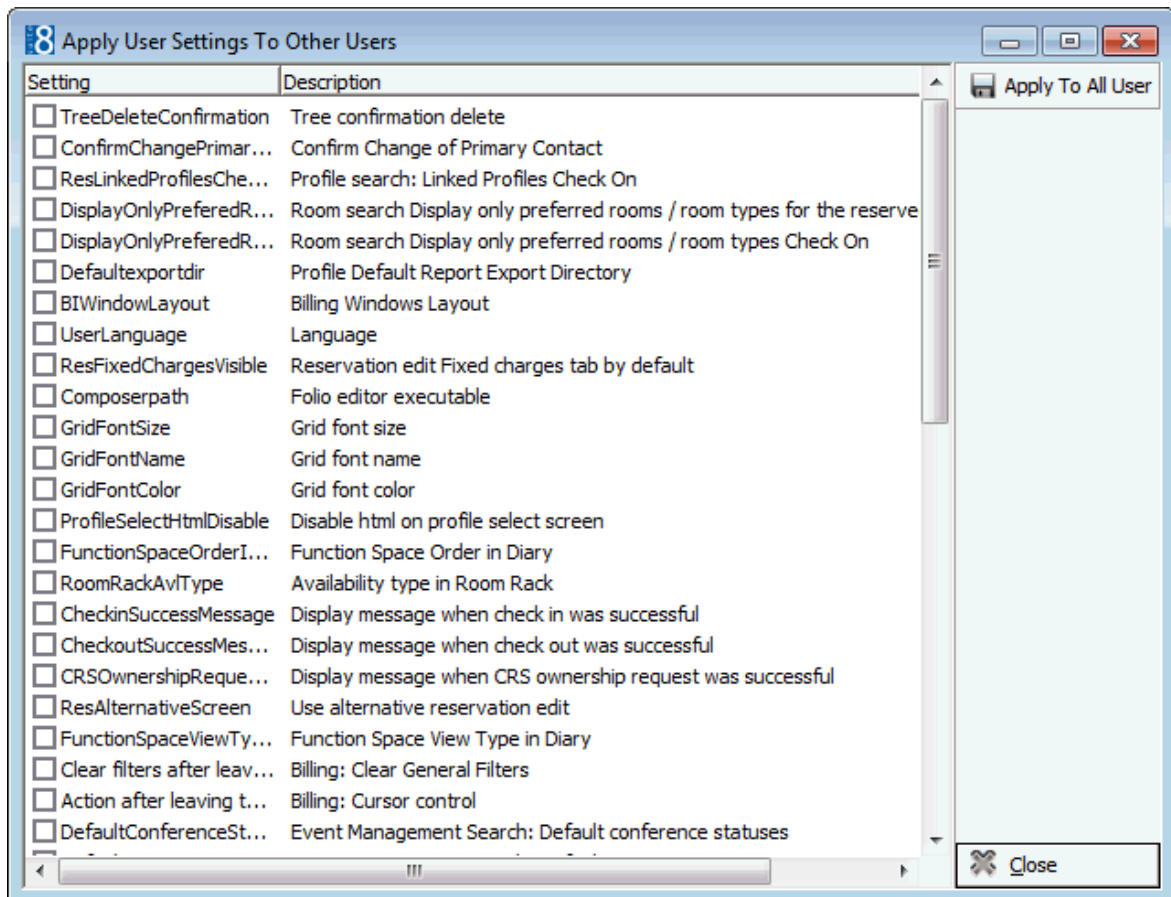 Apply User Settings To Other Users
Setting Description
Apply To All User
TreeDeleteConfirmation Tree confirmation delete
ConfirmChangePrimar... Confirm Change of Primary Contact
ResLinkedProfilesChe... Profile search: Linked Profiles Check On
DisplayOnlyPreferedR... Room search Display only preferred rooms / room types for the reserve
DisplayOnlyPreferedR... Room search Display only preferred rooms / room types Check On
Defaultexportdir Profile Default Report Export Directory
BIWindowLayout Billing Windows Layout
UserLanguage Language
ResFixedChargesVisible Reservation edit Fixed charges tab by default
Composerpath Folio editor executable
GridFontSize Grid font size
GridFontName Grid font name
GridFontColor Grid font color
ProfileSelectHtmlDisable Disable html on profile select screen
FunctionSpaceOrderI... Function Space Order in Diary
RoomRackAvlType Availability type in Room Rack
CheckinSuccessMessage Display message when check in was successful
CheckoutSuccessMes... Display message when check out was successful
CRSOwnershipReque... Display message when CRS ownership request was successful
ResAlternativeScreen Use alternative reservation edit
FunctionSpaceViewTy... Function Space View Type in Diary
Clear filters after leav... Billing: Clear General Filters
Action after leaving t... Billing: Cursor control
DefaultConferenceSt... Event Management Search: Default conference statuses
Close